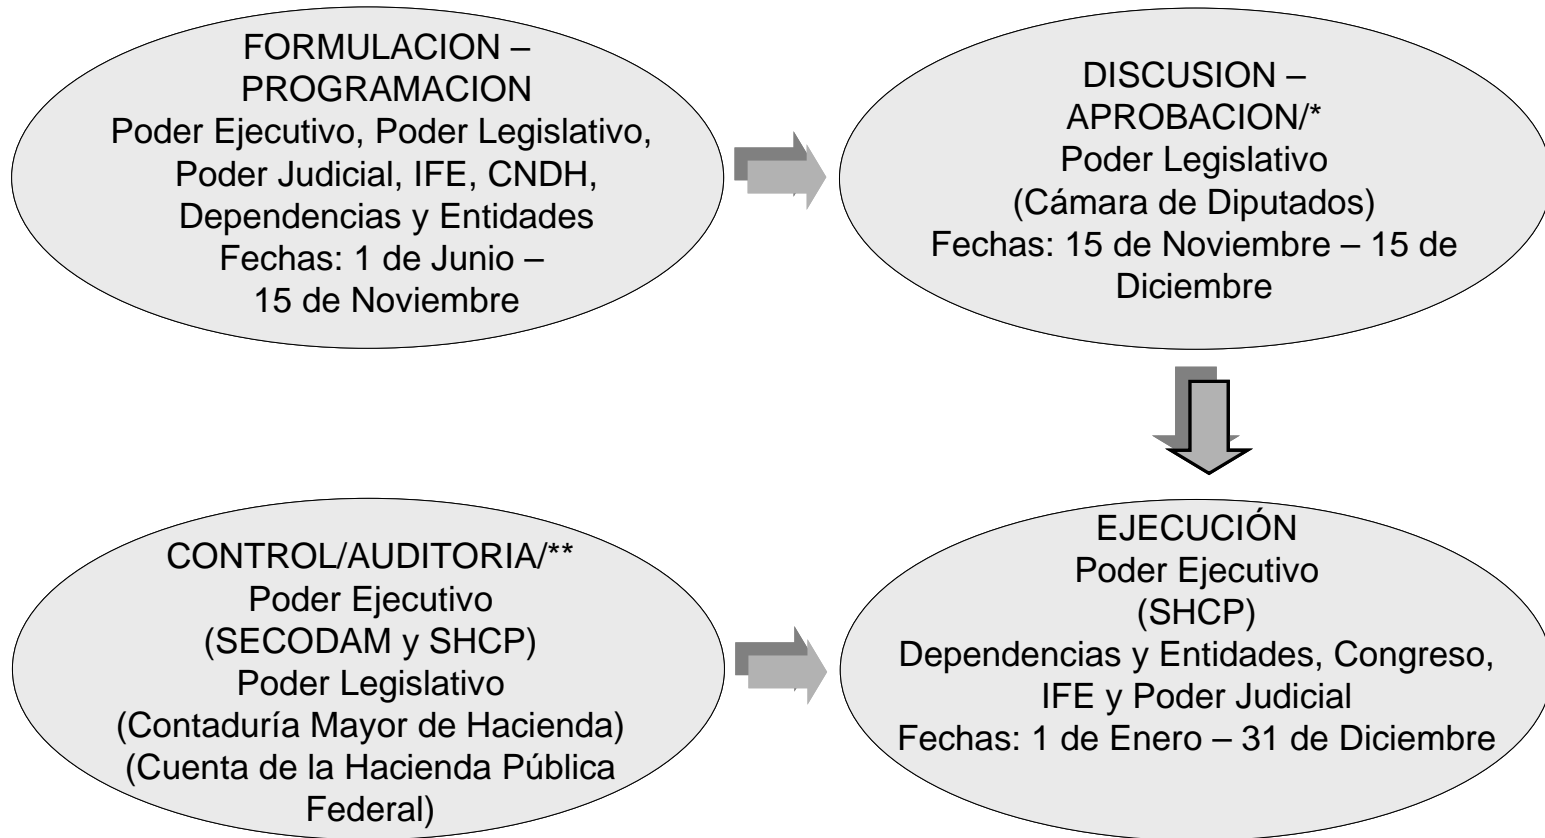 FORMULACION –
PROGRAMACION
Poder Ejecutivo, Poder Legislativo,
Poder Judicial, IFE, CNDH,
Dependencias y Entidades
Fechas: 1 de Junio –
15 de Noviembre
DISCUSION –
APROBACION/*
Poder Legislativo
(Cámara de Diputados)
Fechas: 15 de Noviembre – 15 de
Diciembre
CONTROL/AUDITORIA/**
Poder Ejecutivo
(SECODAM y SHCP)
Poder Legislativo
(Contaduría Mayor de Hacienda)
(Cuenta de la Hacienda Pública
Federal)
EJECUCIÓN
Poder Ejecutivo
(SHCP)
Dependencias y Entidades, Congreso,
IFE y Poder Judicial
Fechas: 1 de Enero – 31 de Diciembre